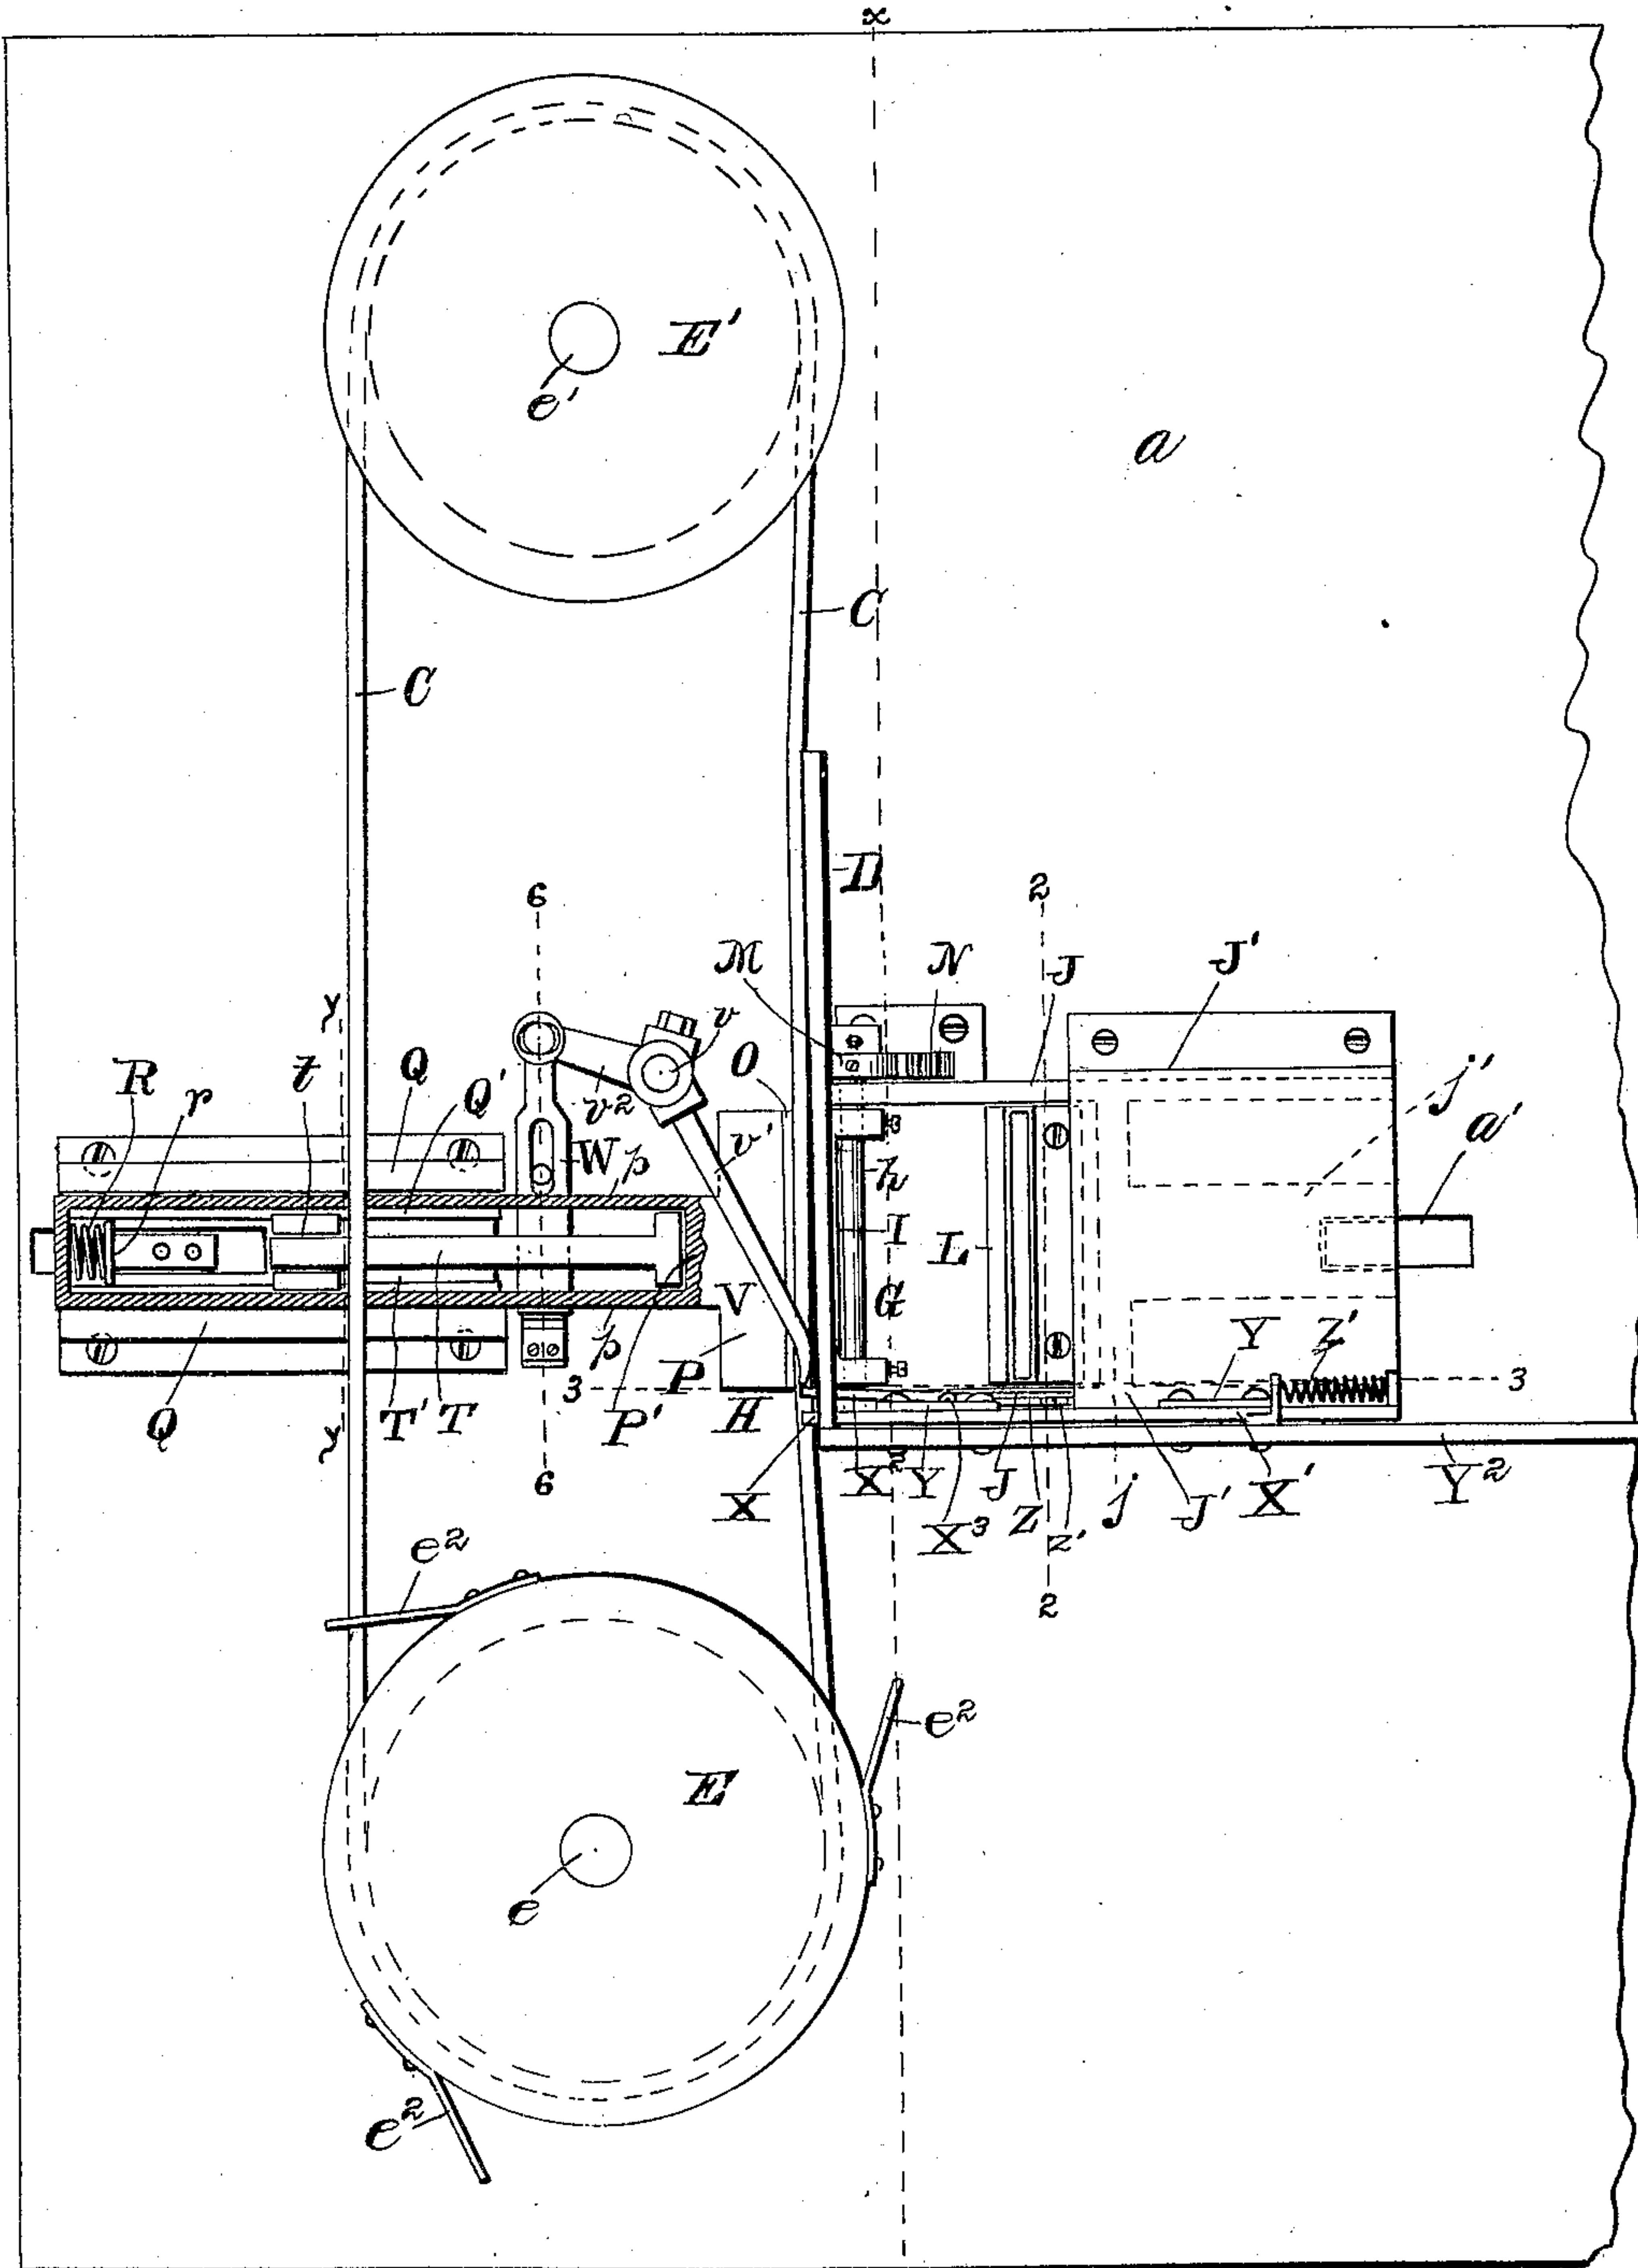 x
E'
e'
a
C
C
D
6
2
M
N
J
J'
v
O
y
R
r
t
Q'
Q
v²
v'
W
p
h
j'
a'
I
L
G
V
Y
Z'
p
P
3
3
Q
T'
T
P'
H
y
6
X
X²
Y
X³
J
Z
z'
j
J'
X'
Y²
2
e²
e²
E
e
e²